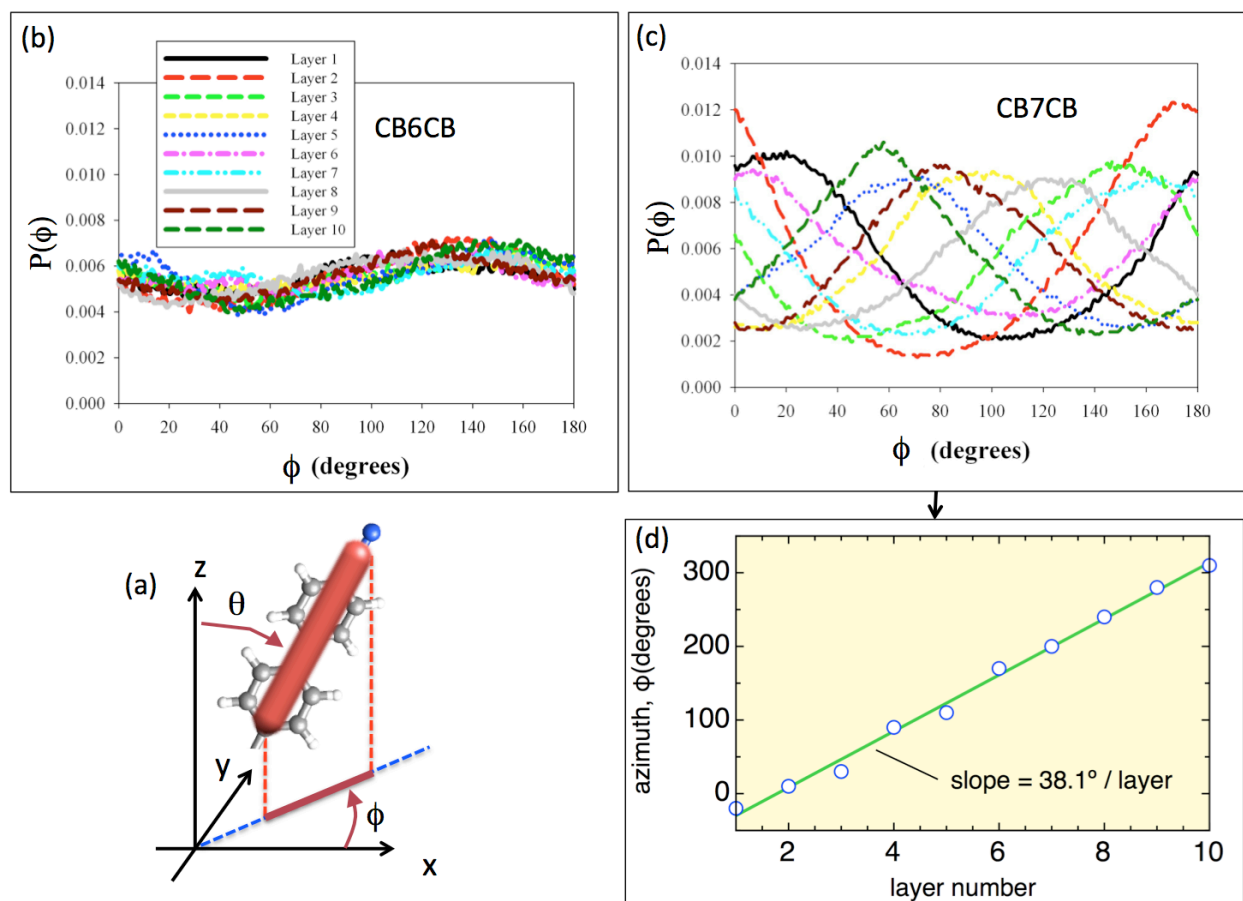 (b)
Layer 1
Layer 2
Layer 3
Layer 4
Layer 5
Layer 6
Layer 7
Layer 8
Layer 9
Layer 10
CB6CB
P(ϕ)
0.014
0.012
0.010
0.008
0.006
0.004
0.002
0.000
0 20 40 60 80 100 120 140 160 180
ϕ (degrees)
(c)
CB7CB
P(ϕ)
0.014
0.012
0.010
0.008
0.006
0.004
0.002
0.000
0 20 40 60 80 100 120 140 160 180
ϕ (degrees)
(a)
z
θ
y
ϕ
x
(d)
azimuth, ϕ(degrees)
300
200
100
0
slope = 38.1º / layer
2 4 6 8 10
layer number